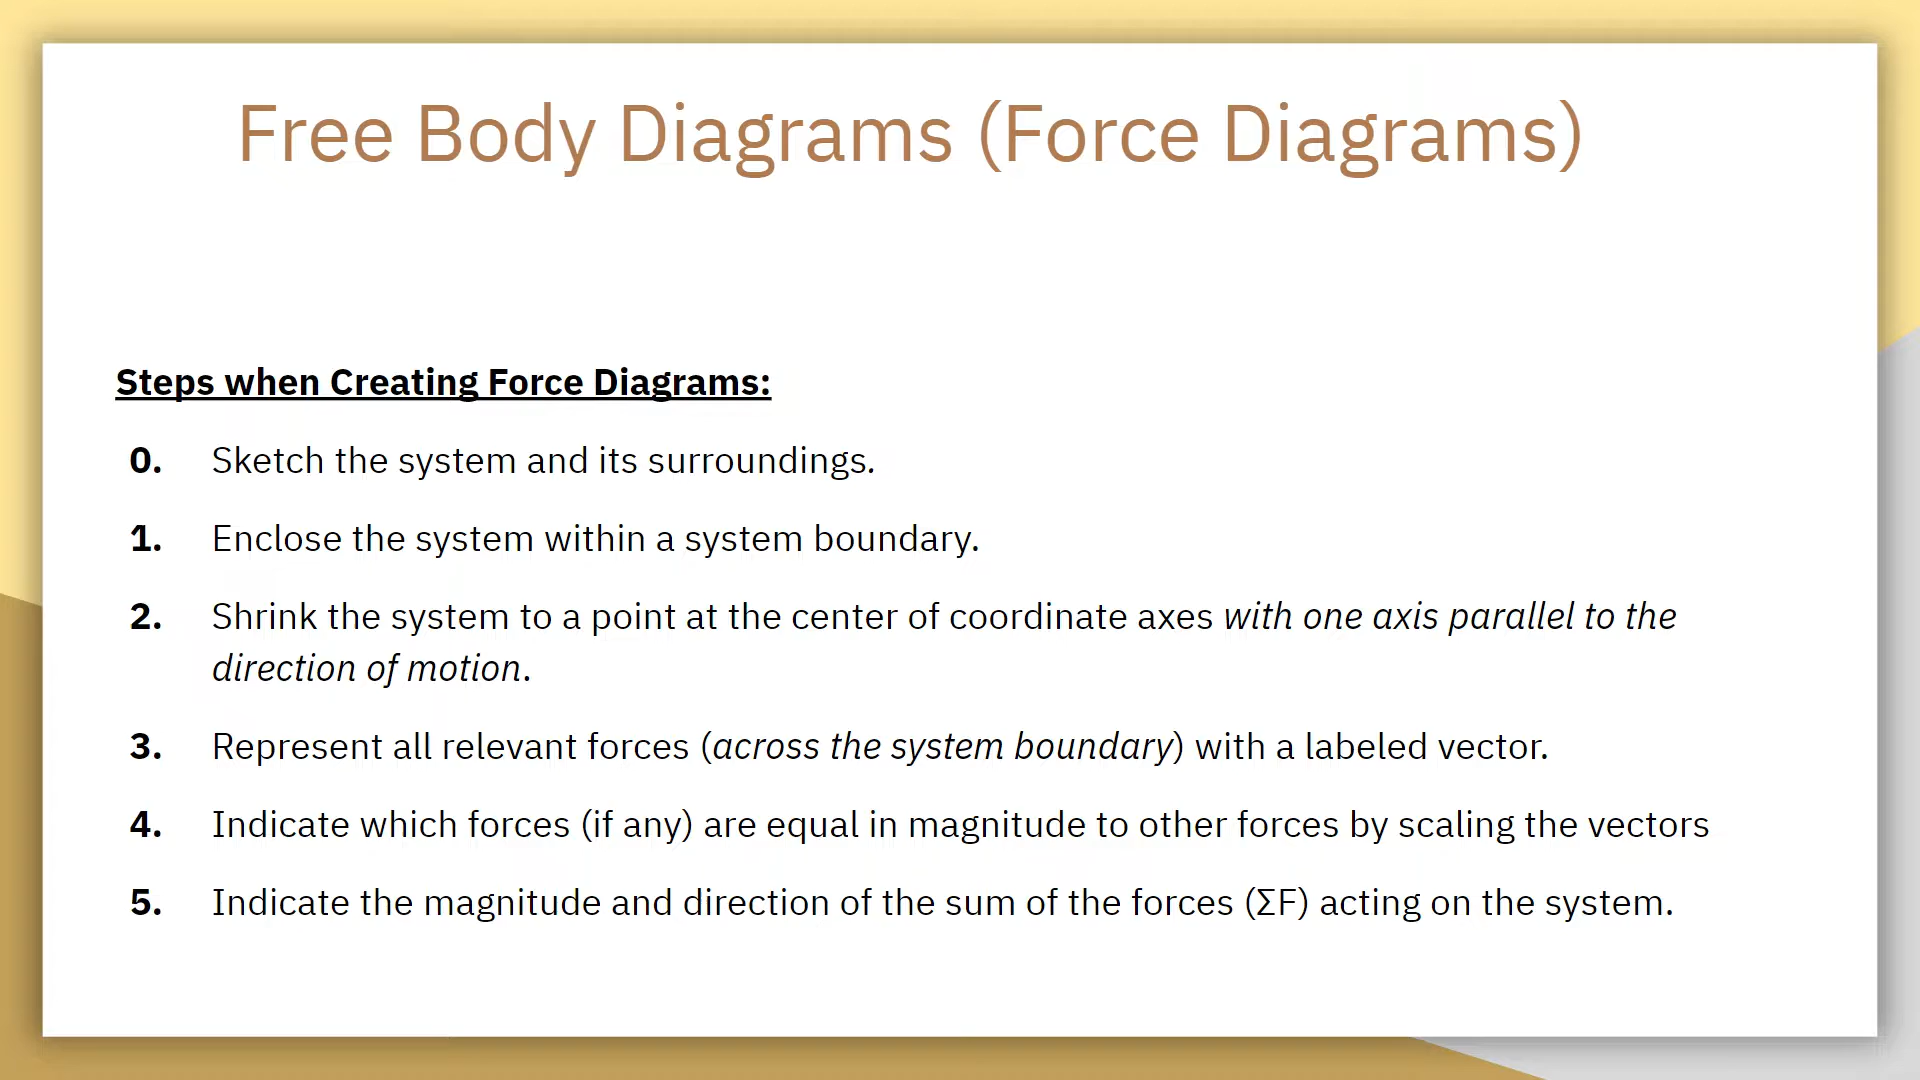 Free Body Diagrams (Force Diagrams)
Steps when Creating Force Diagrams:
0. Sketch the system and its surroundings.
1. Enclose the system within a system boundary.
2. Shrink the system to a point at the center of coordinate axes with one axis parallel to the
direction of motion.
3. Represent all relevant forces (across the system boundary) with a labeled vector.
4. Indicate which forces (if any) are equal in magnitude to other forces by scaling the vectors
5. Indicate the magnitude and direction of the sum of the forces (ΣF) acting on the system.